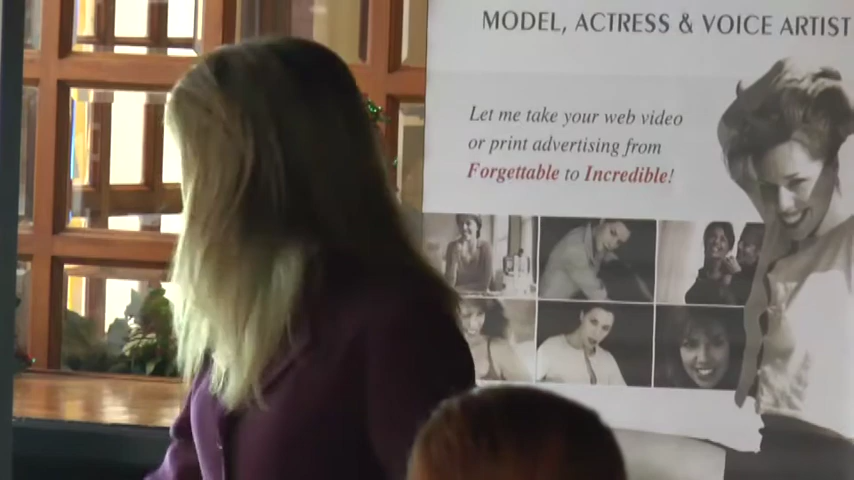 MODEL, ACTRESS & VOICE ARTIST
Let me take your web video
or print advertising from
Forgettable to Incredible!